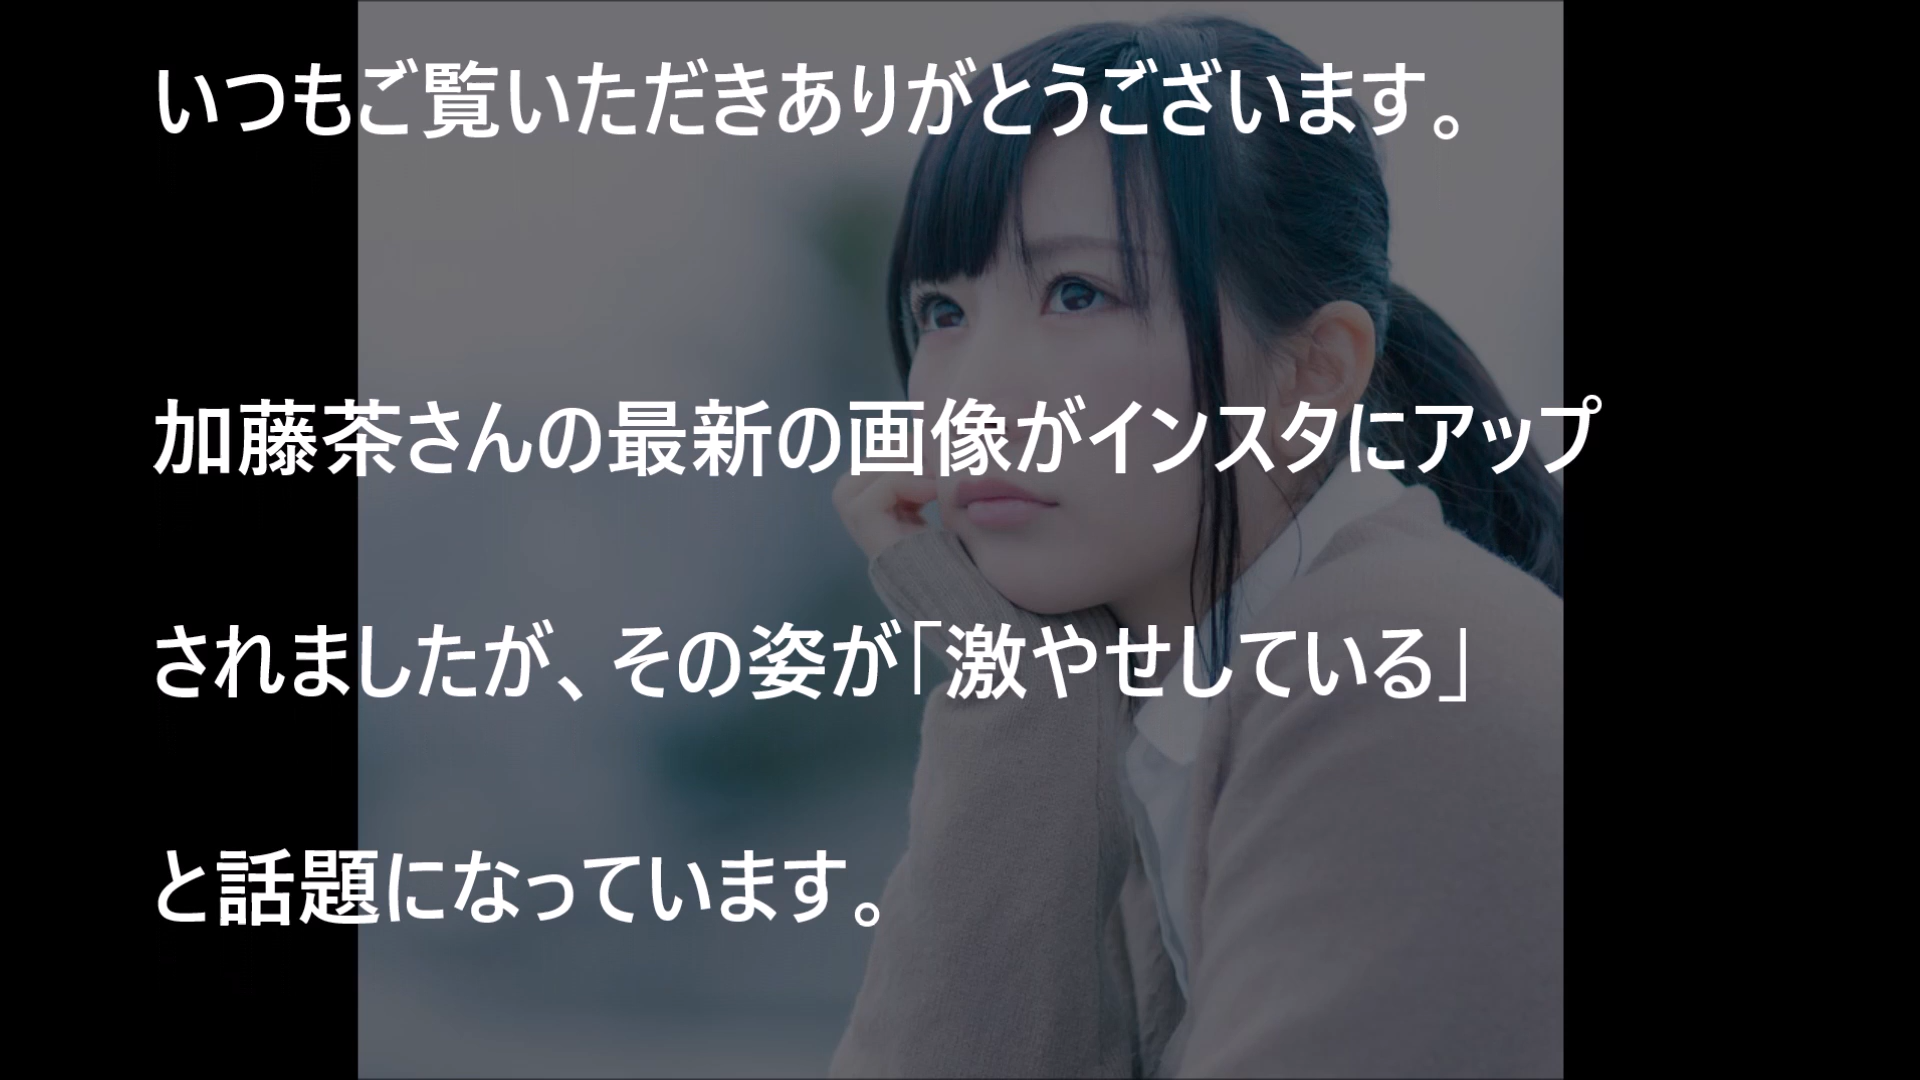 いつもご覧いただきありがとうございます。
加藤茶さんの最新の画像がインスタにアップ
されましたが、その姿が「激やせしている」
と話題になっています。